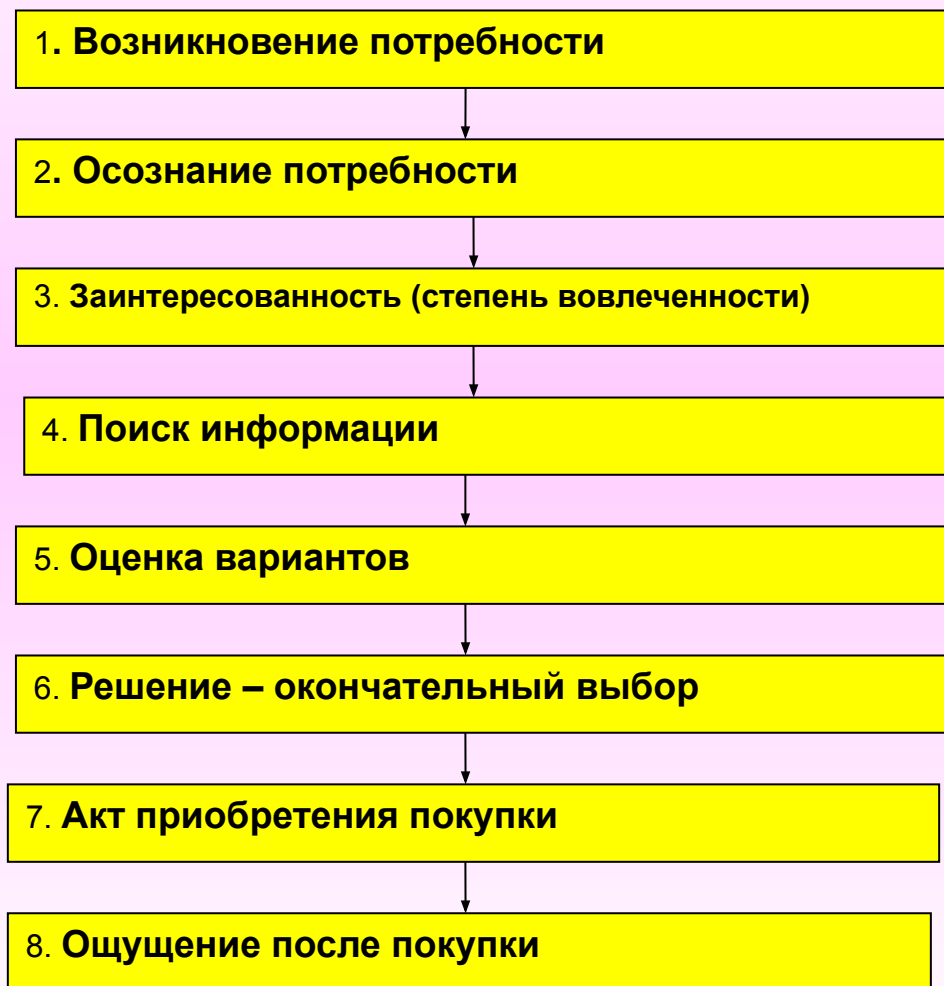 1. Возникновение потребности
2. Осознание потребности
3. Заинтересованность (степень вовлеченности)
4. Поиск информации
5. Оценка вариантов
6. Решение – окончательный выбор
7. Акт приобретения покупки
8. Ощущение после покупки